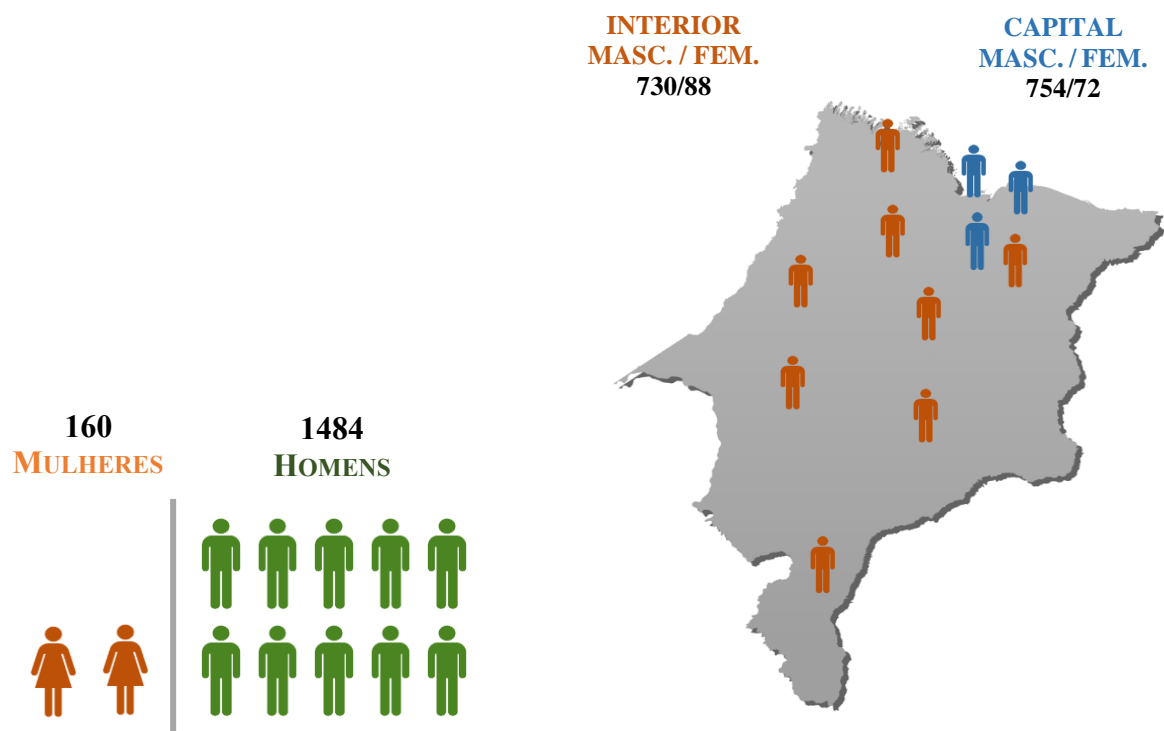 INTERIOR
MASC. / FEM.
730/88
CAPITAL
MASC. / FEM.
754/72
160
MULHERES
1484
HOMENS